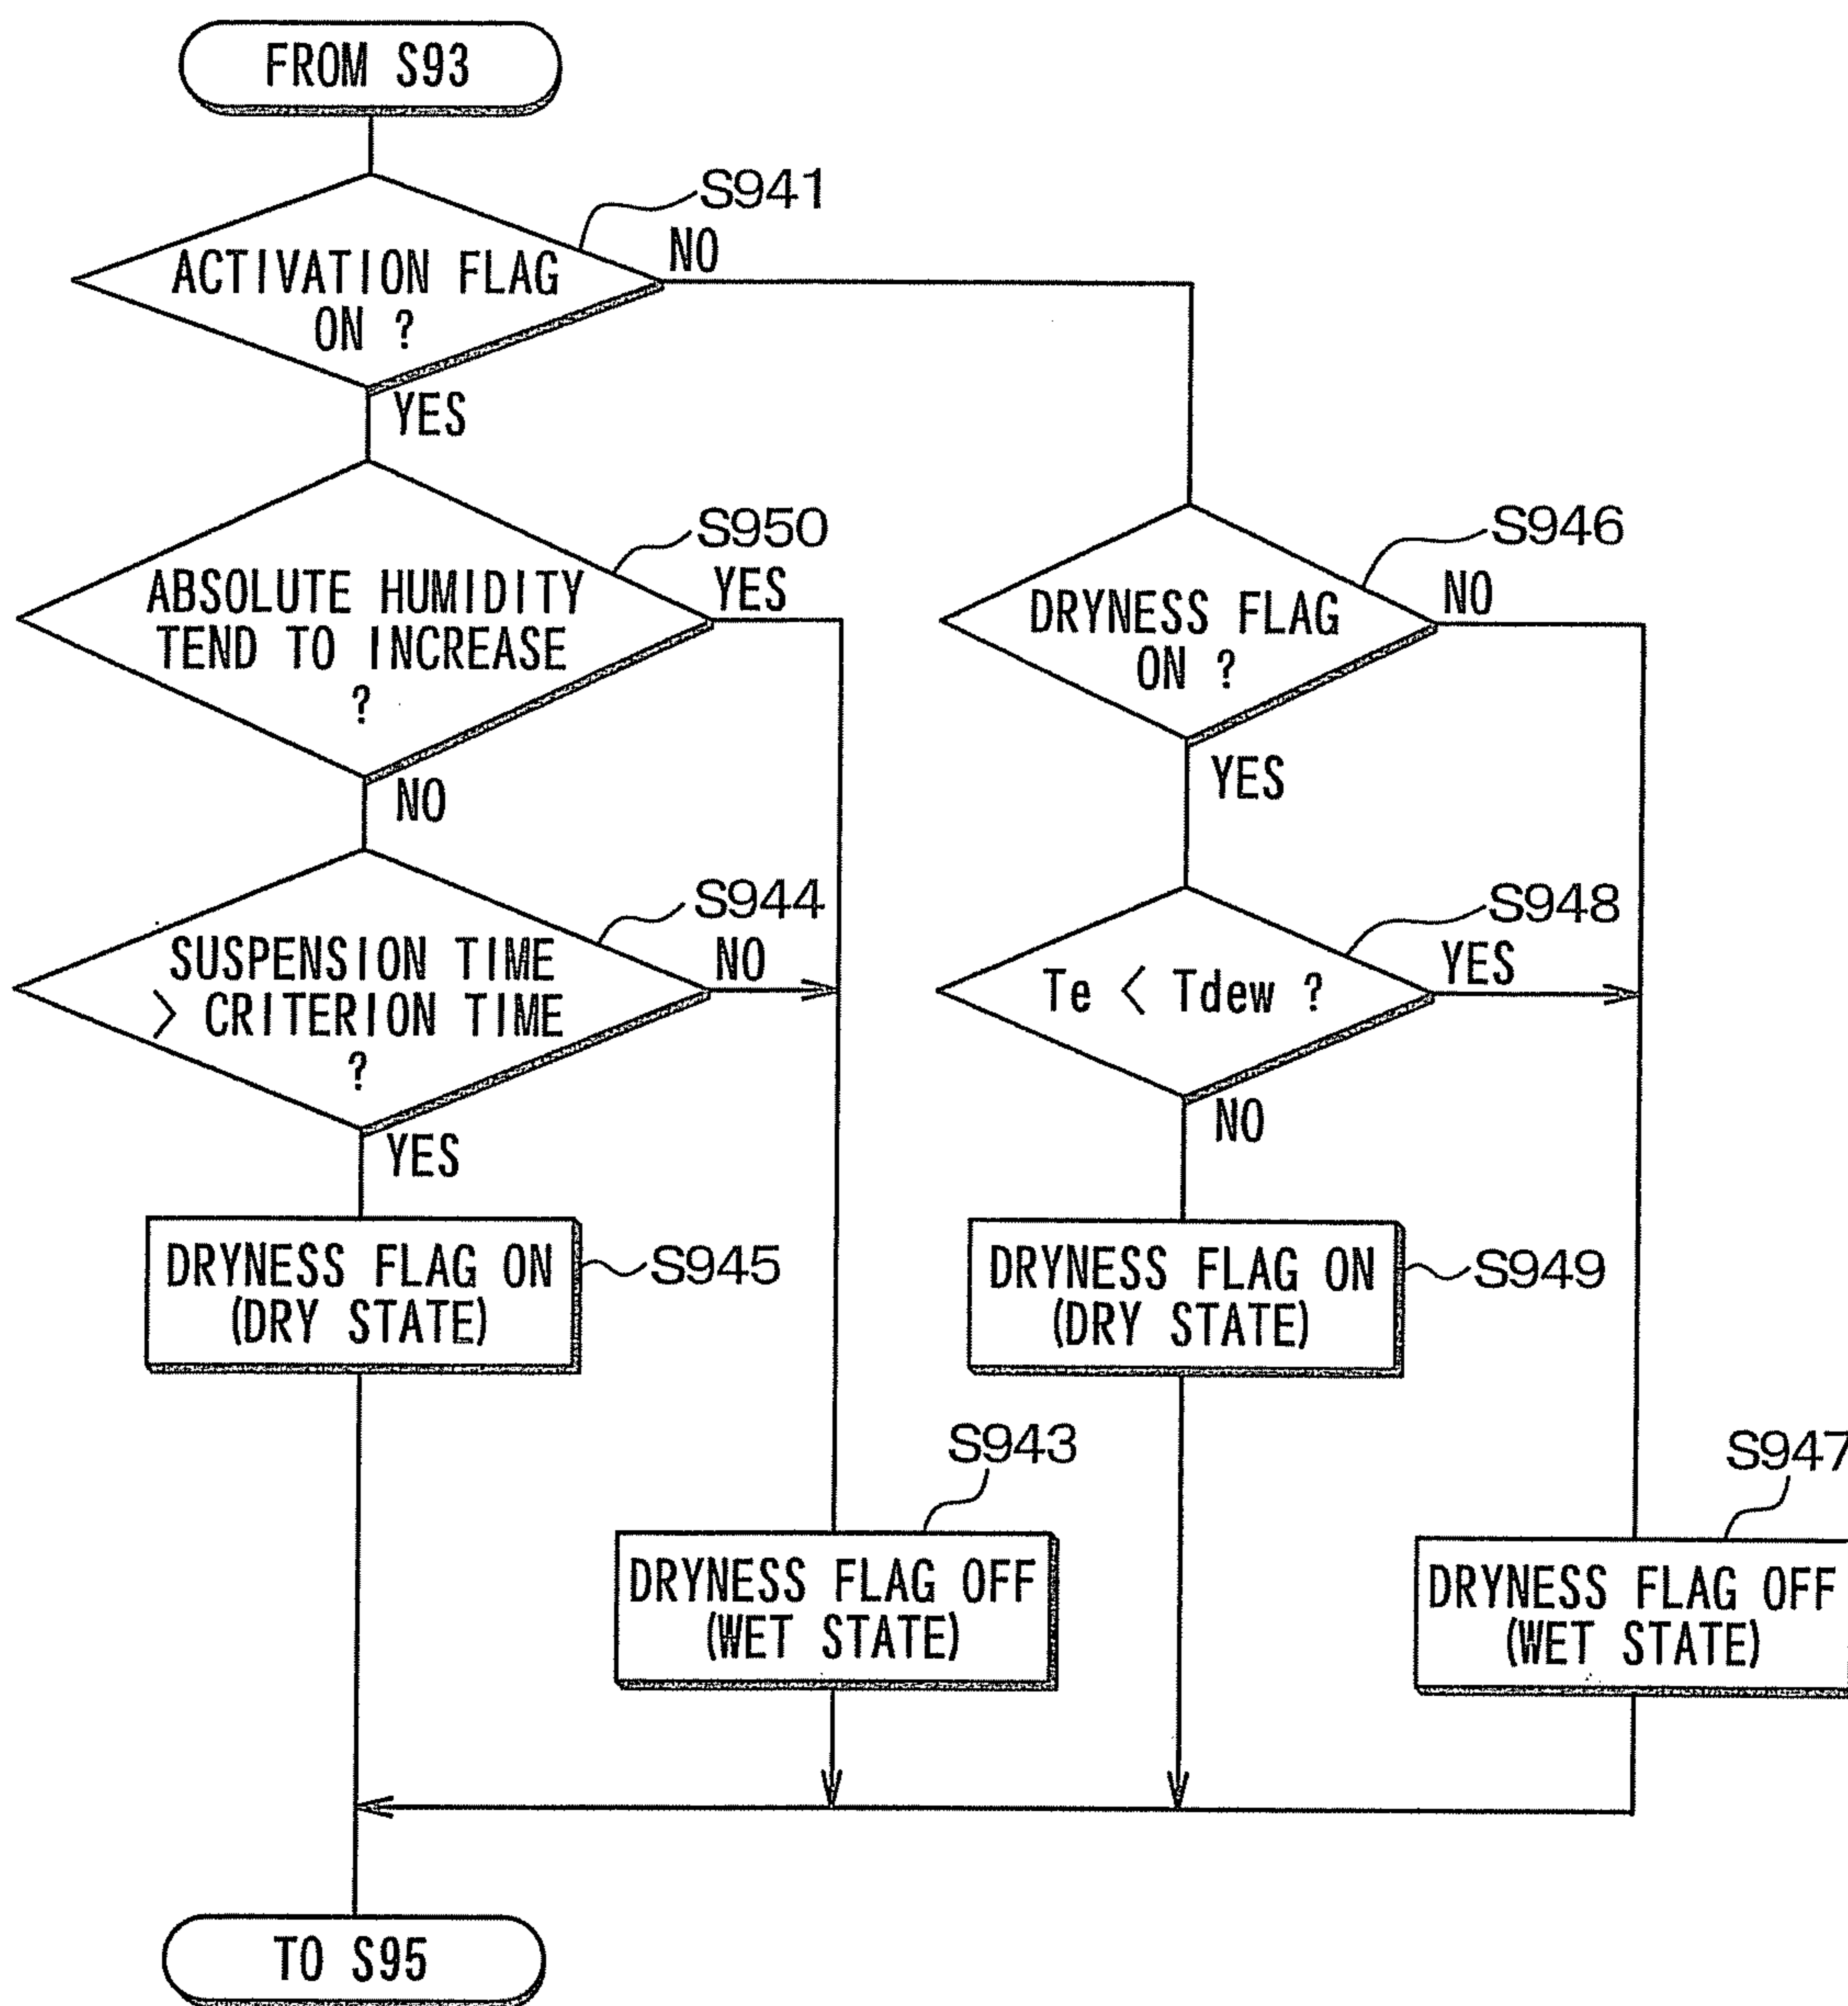 FROM S93
S941
ACTIVATION FLAG
ON ?
NO
YES
S950
ABSOLUTE HUMIDITY
TEND TO INCREASE
?
YES
NO
S946
DRYNESS FLAG
ON ?
NO
YES
S944
SUSPENSION TIME
> CRITERION TIME
?
NO
YES
S948
Te < Tdew ?
YES
NO
DRYNESS FLAG ON
(DRY STATE)
S945
DRYNESS FLAG ON
(DRY STATE)
S949
S943
DRYNESS FLAG OFF
(WET STATE)
S947
DRYNESS FLAG OFF
(WET STATE)
TO S95